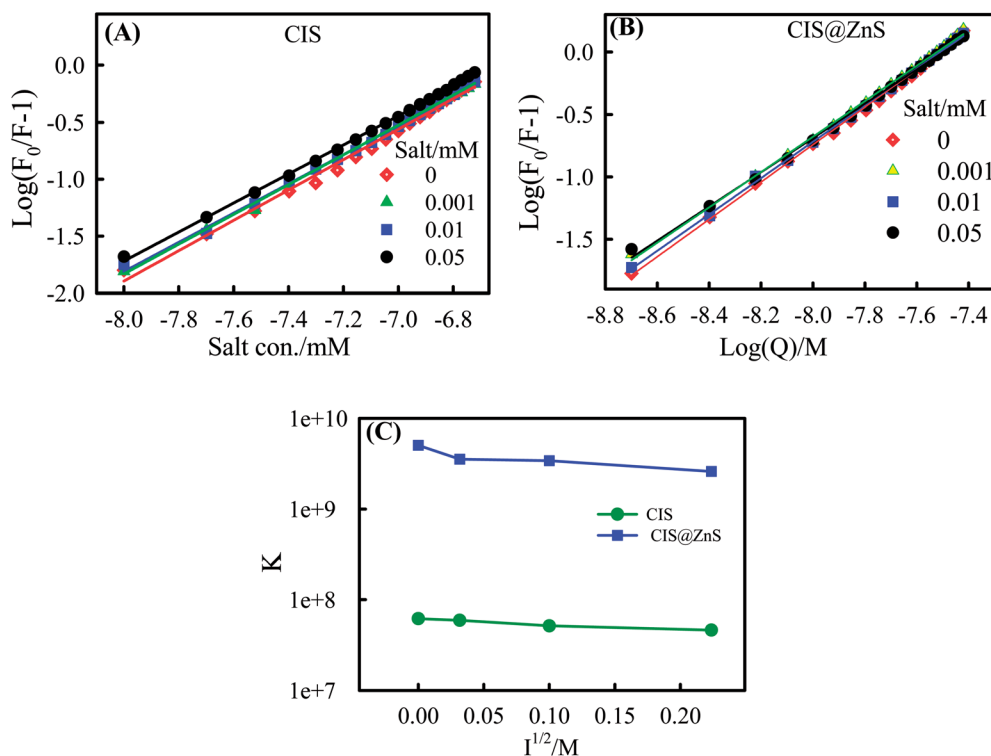 (A)
CIS
Log(F₀/F-1)
0.0
-0.5
-1.0
-1.5
-2.0
Salt/mM
0
0.001
0.01
0.05
-8.0 -7.8 -7.6 -7.4 -7.2 -7.0 -6.8
Salt con./mM
(B)
CIS@ZnS
Log(F₀/F-1)
0.0
-0.5
-1.0
-1.5
Salt/mM
0
0.001
0.01
0.05
-8.8 -8.6 -8.4 -8.2 -8.0 -7.8 -7.6 -7.4
Log(Q)/M
(C)
K
1e+10
1e+9
1e+8
1e+7
CIS
CIS@ZnS
0.00 0.05 0.10 0.15 0.20
I^1/2/M